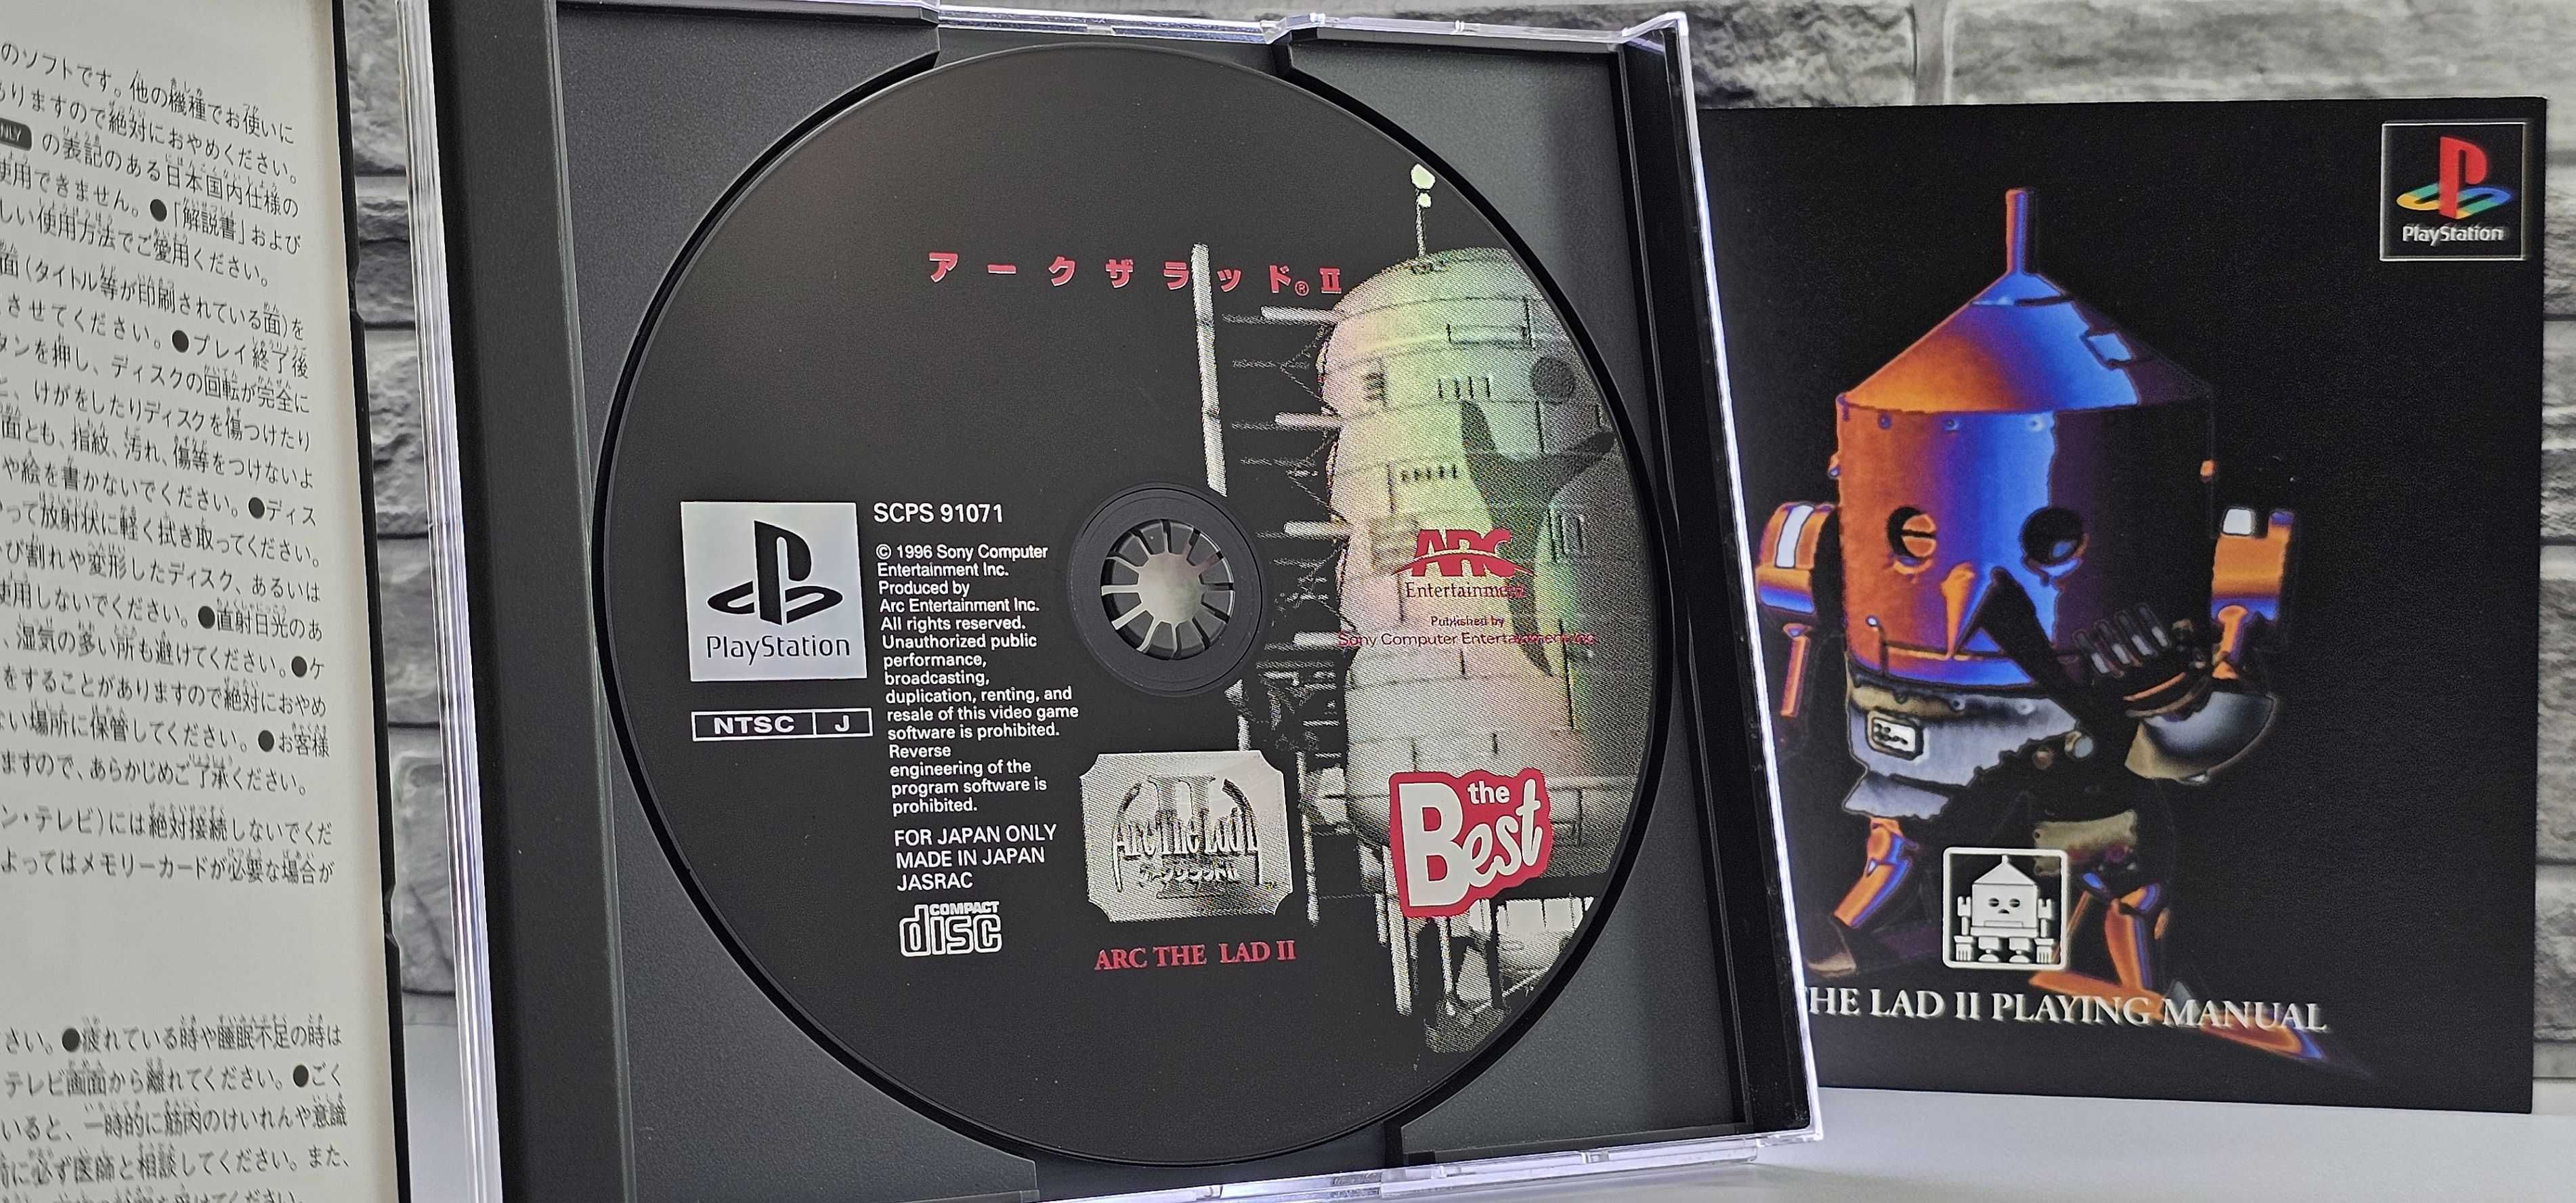 のソフトです。他の機種でお使いに
ありますので絶対におやめください。
ONLY の表記のある日本国内仕様の
使用できません。●「解説書」および
しい使用方法でご愛用ください。
面(タイトル等が印刷されている面)を
させてください。●プレイ終了後
タンを押し、ディスクの回転が完全に
、けがをしたりディスクを傷つけたり
面とも、指紋、汚れ、傷等をつけないよ
や絵を書かないでください。●ディス
って放射状に軽く拭き取ってください。
び割れや変形したディスク、あるいは
使用しないでください。●直射日光のあ
、湿気の多い所も避けてください。●ケ
をすることがありますので絶対におやめ
ない場所に保管してください。●お客様
ますので、あらかじめご了承ください。
ン・テレビ)には絶対接続しないでくだ
よってはメモリーカードが必要な場合が
さい。●疲れている時や睡眠不足の時は
テレビ画面から離れてください。●ごく
いると、一時的に筋肉のけいれんや意識
前に必ず医師と相談してください。また、
アークザラッド®II
PlayStation
NTSC J
SCPS 91071
© 1996 Sony Computer
Entertainment Inc.
Produced by
Arc Entertainment Inc.
All rights reserved.
Unauthorized public
performance,
broadcasting,
duplication, renting, and
resale of this video game
software is prohibited.
Reverse
engineering of the
program software is
prohibited.
FOR JAPAN ONLY
MADE IN JAPAN
JASRAC
COMPACT
disc
II
Arc The Lad II
アークザラッドII
ARC THE LAD II
ARC
Entertainment
Published by
Sony Computer Entertainment Inc.
the
Best
PlayStation
THE LAD II PLAYING MANUAL